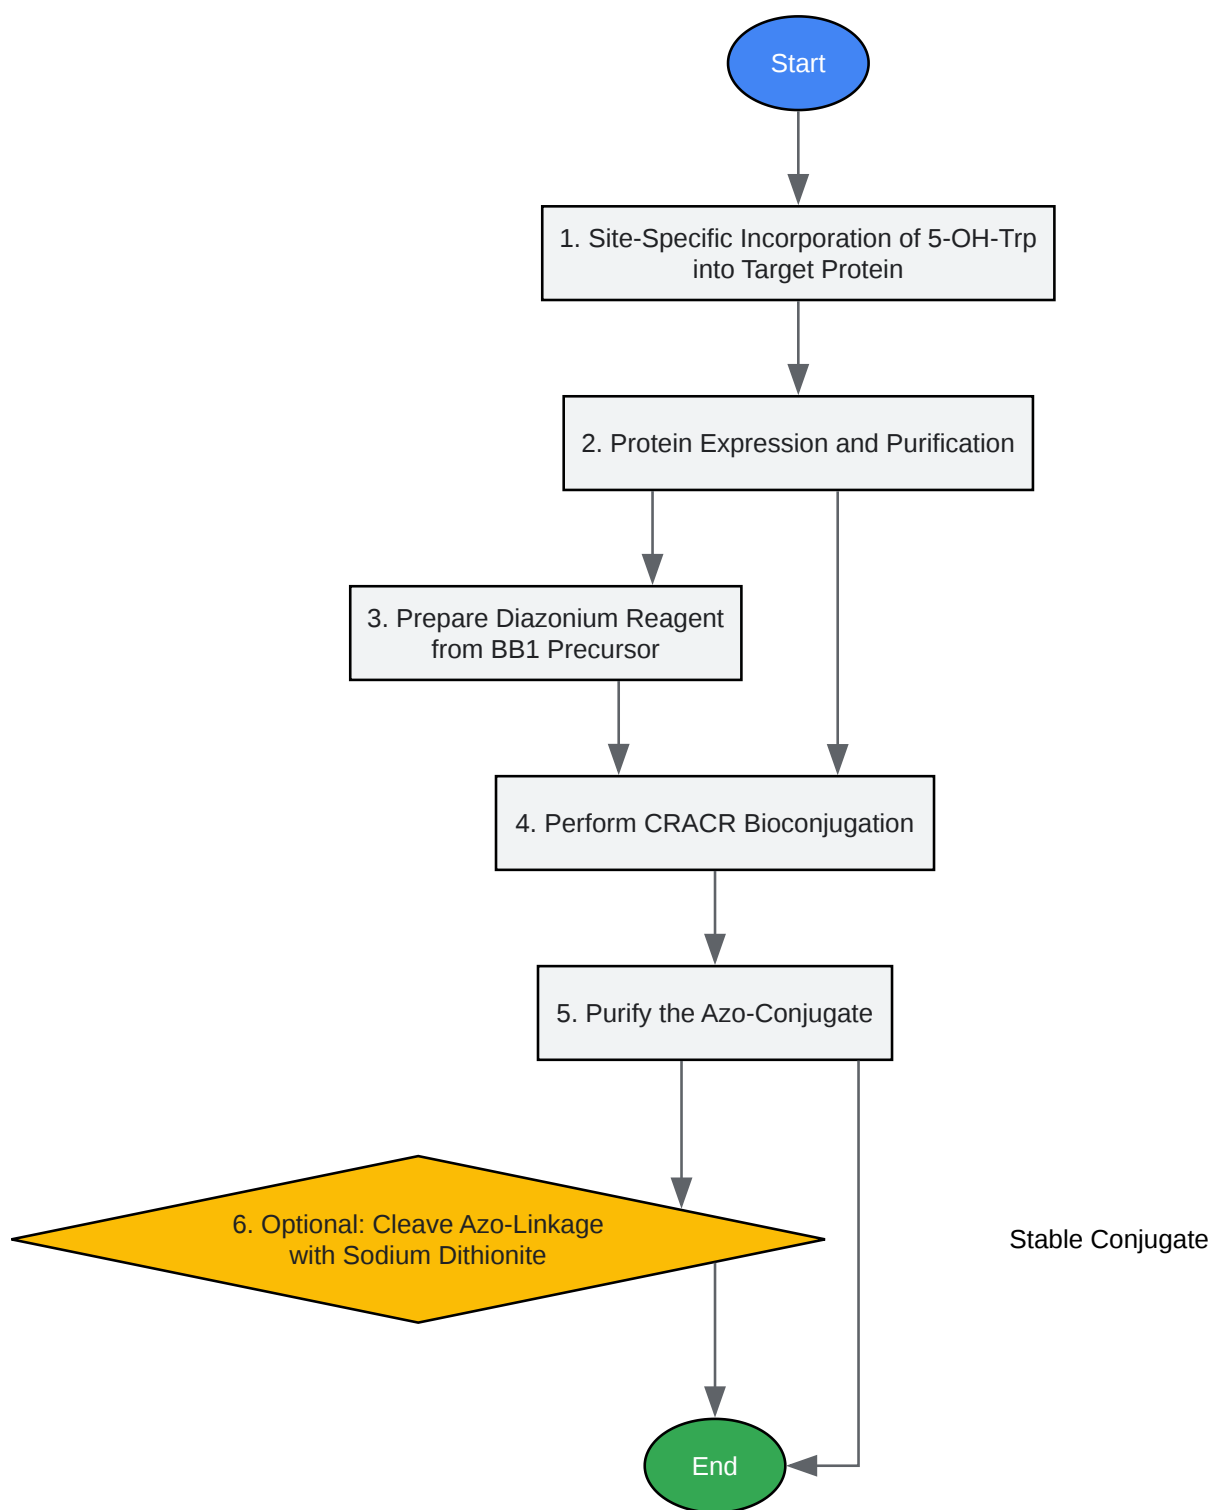 Start
1. Site-Specific Incorporation of 5-OH-Trp
into Target Protein
2. Protein Expression and Purification
3. Prepare Diazonium Reagent
from BB1 Precursor
4. Perform CRACR Bioconjugation
5. Purify the Azo-Conjugate
6. Optional: Cleave Azo-Linkage
with Sodium Dithionite
Stable Conjugate
End